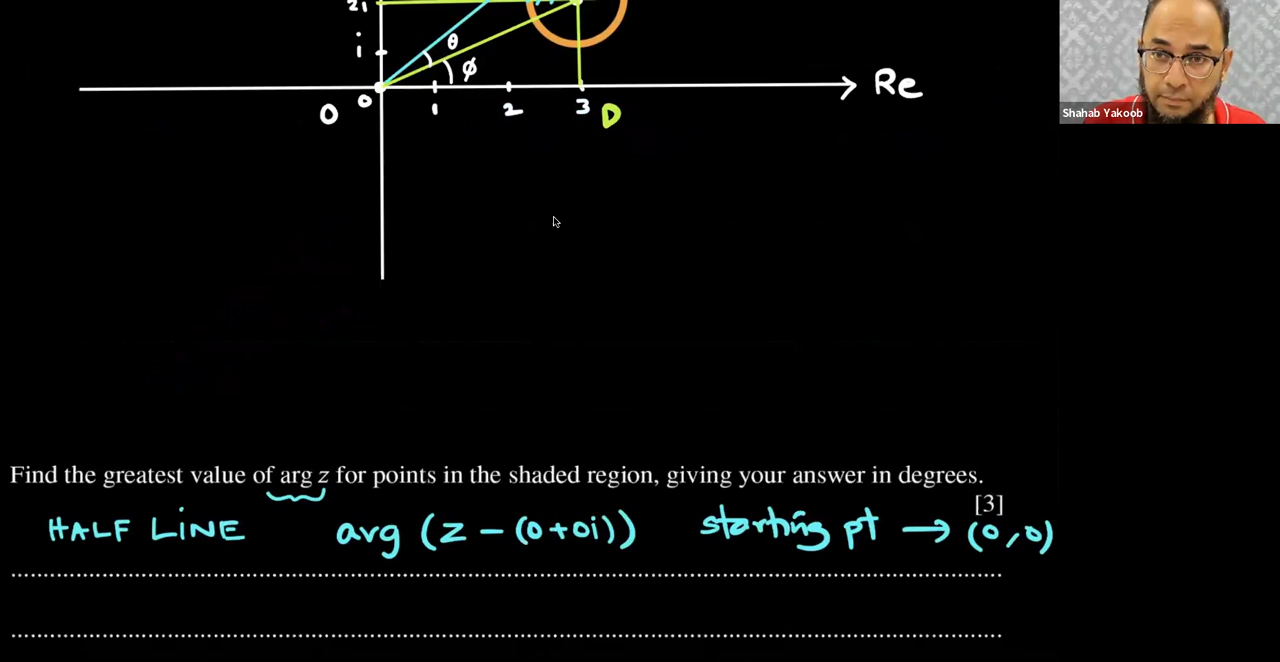 2i
i θ
φ
Re
0 0 1 2 3 D
Shahab Yakoob
Find the greatest value of arg z for points in the shaded region, giving your answer in degrees.
[3]
HALF LINE arg (z − (0+0i)) starting pt → (0,0)